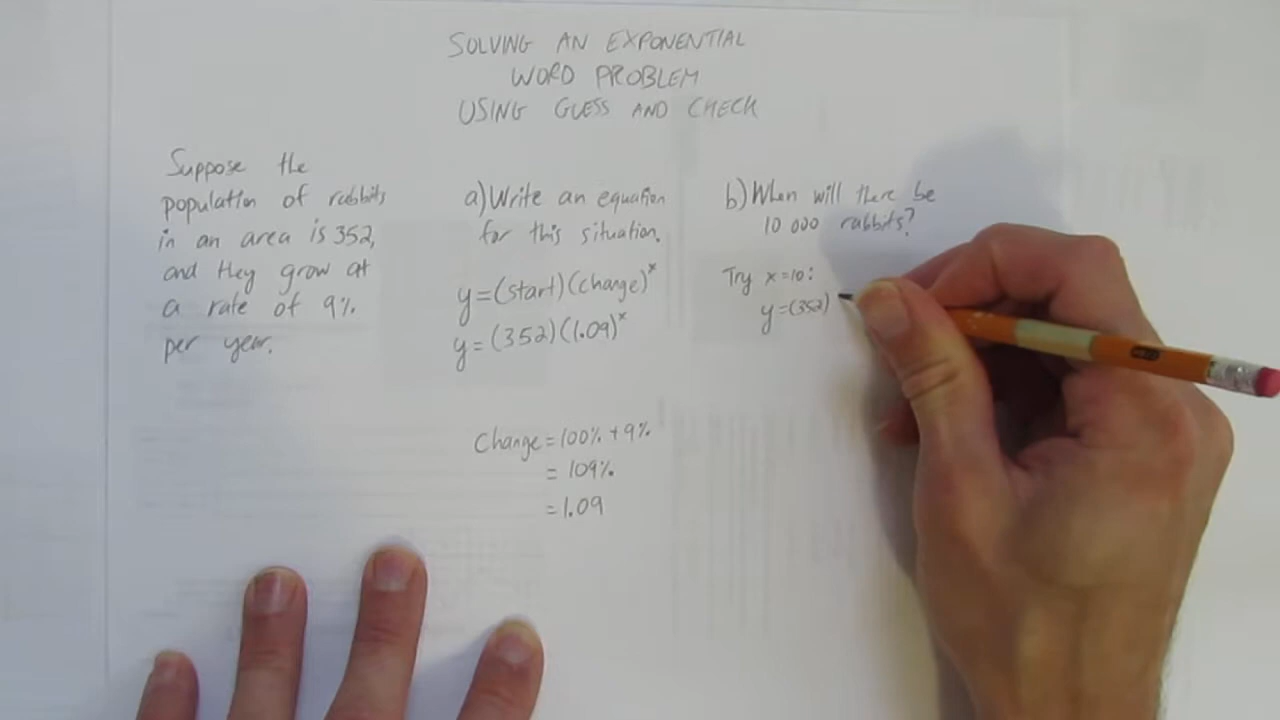 SOLVING AN EXPONENTIAL
WORD PROBLEM
USING GUESS AND CHECK
Suppose the
population of rabbits
in an area is 352,
and they grow at
a rate of 9%
per year.
a) Write an equation
for this situation.
y=(start)(change)ˣ
y=(352)(1.09)ˣ
Change=100%+9%
=109%
=1.09
b) When will there be
10 000 rabbits?
Try x=10:
y=(352)